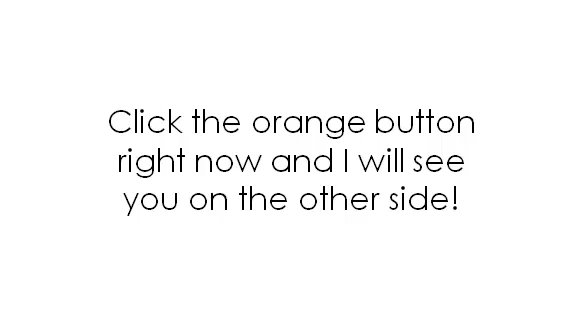 Click the orange button
right now and I will see
you on the other side!